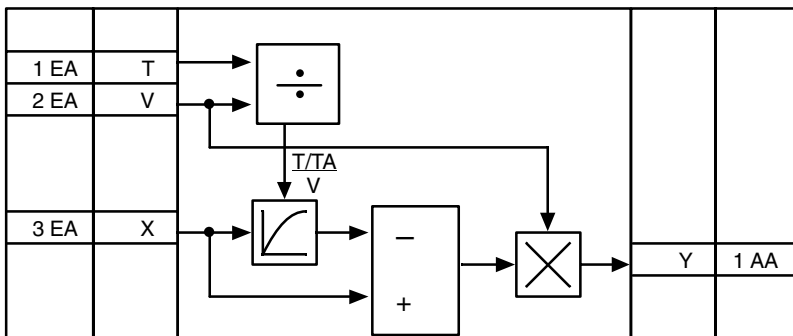 1 EA T
÷
2 EA V
T/TA
V
3 EA X
–
+
Y 1 AA